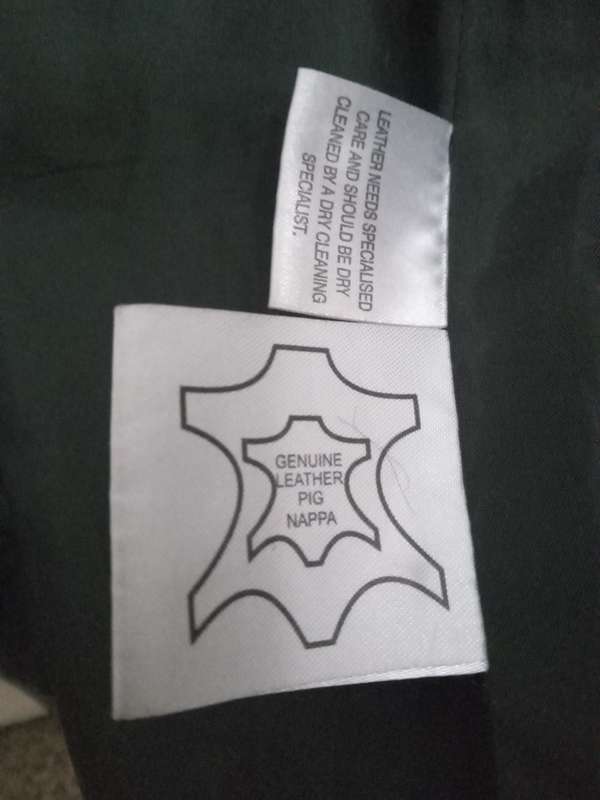 LEATHER NEEDS SPECIALISED
CARE AND SHOULD BE DRY
CLEANED BY A DRY CLEANING
SPECIALIST.
GENUINE
LEATHER
PIG
NAPPA